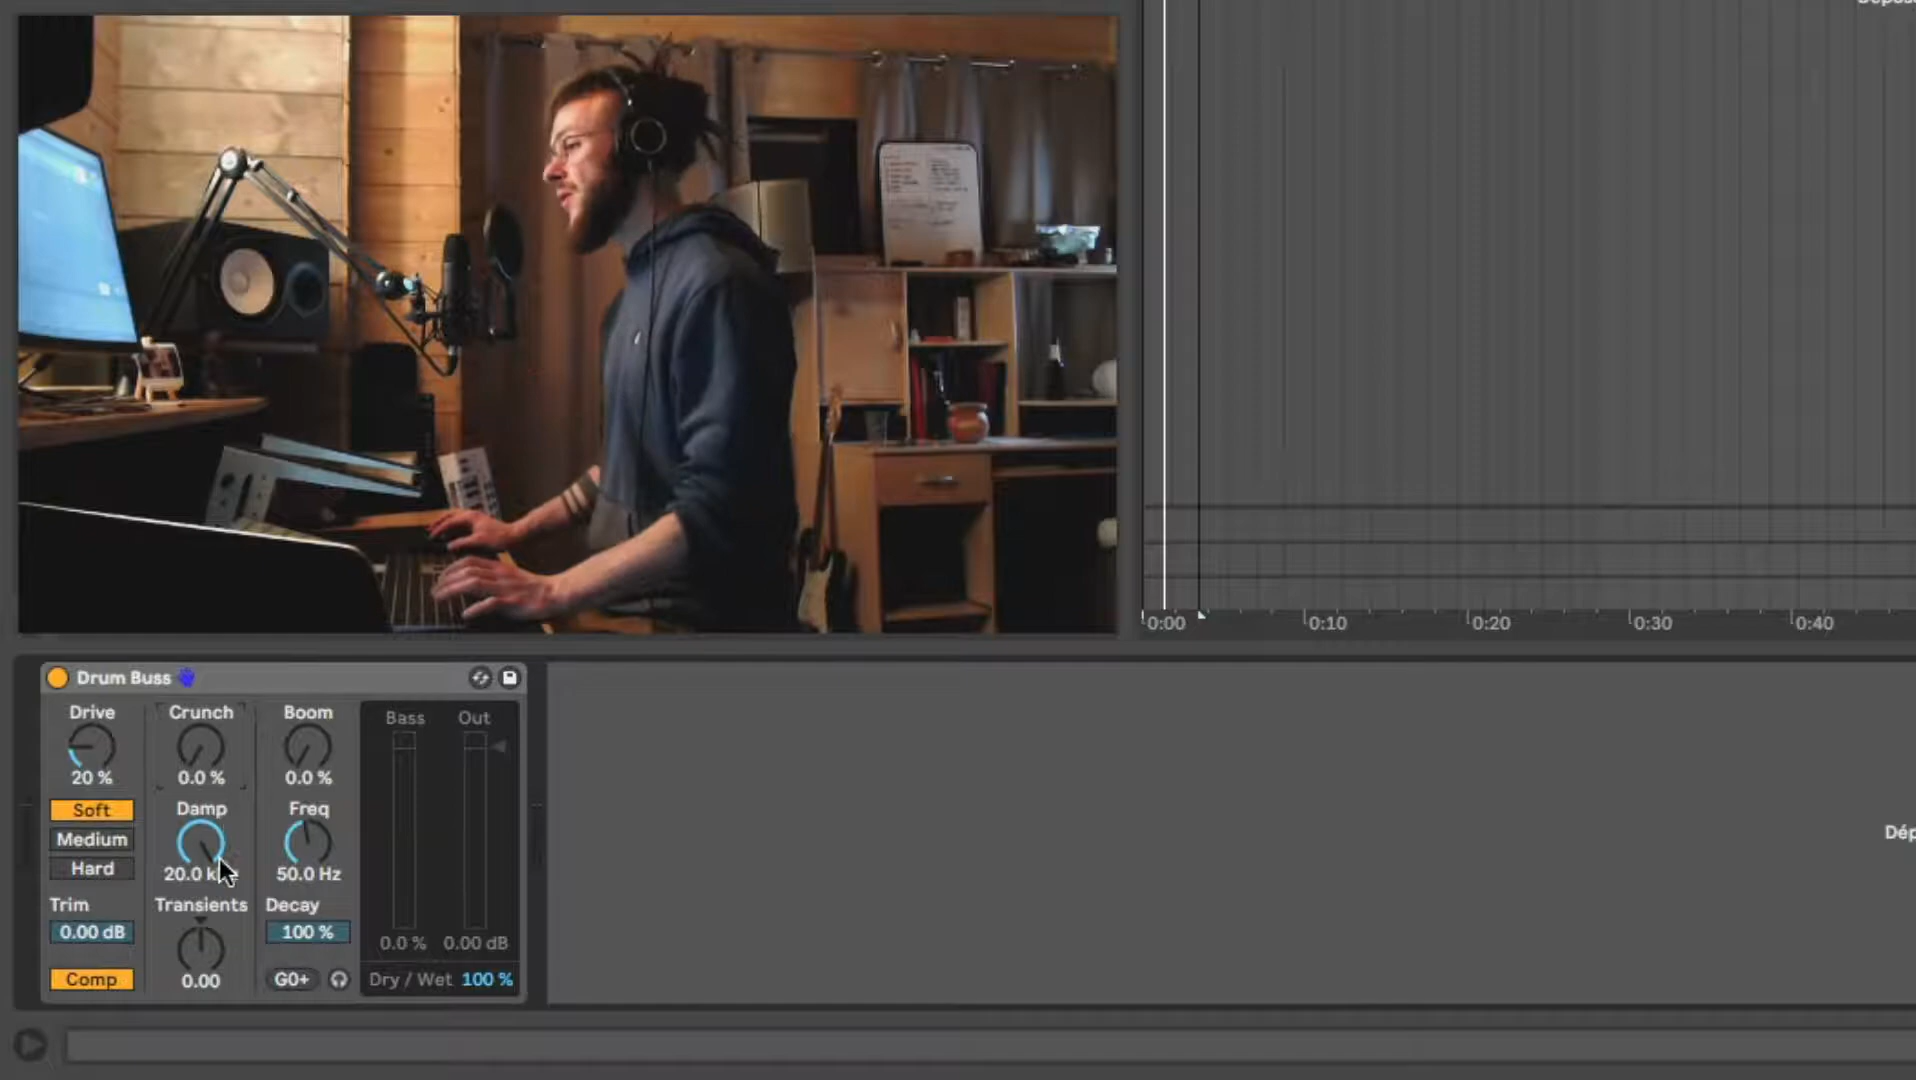 0:00 0:10 0:20 0:30 0:40
Drum Buss
Drive Crunch Boom Bass Out
20 % 0.0 % 0.0 %
Soft Damp Freq
Medium
Hard 50.0 Hz
Trim Transients Decay
0.00 dB 100 %
0.0 % 0.00 dB
Comp 0.00 G0+ Dry / Wet 100 %